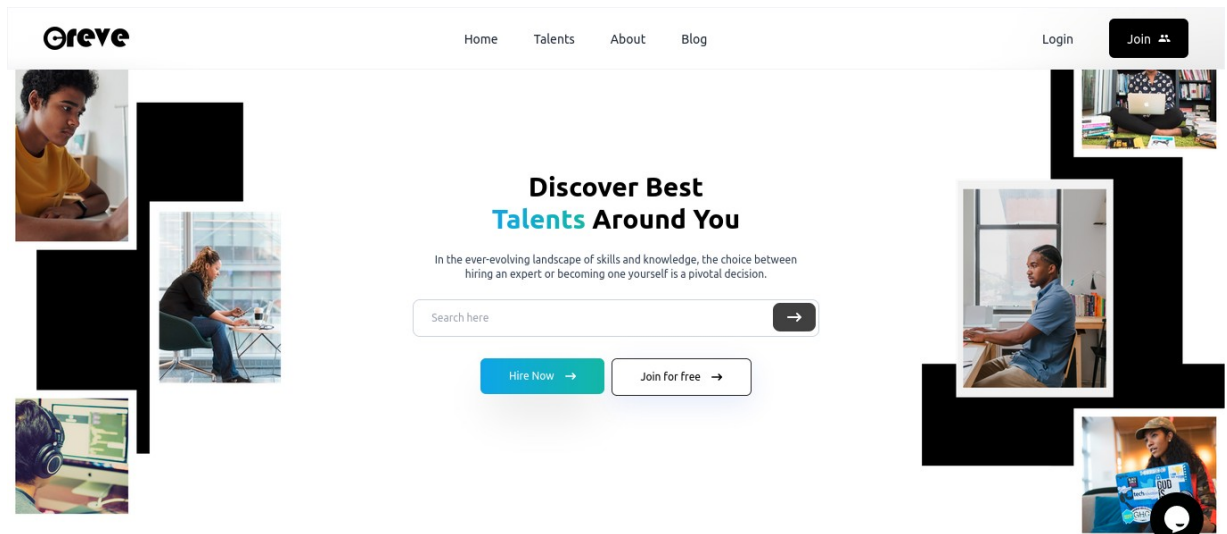 Creve
Home
Talents
About
Blog
Login
Join
Discover Best
Talents Around You
In the ever-evolving landscape of skills and knowledge, the choice between
hiring an expert or becoming one yourself is a pivotal decision.
Search here
Hire Now
Join for free
tech